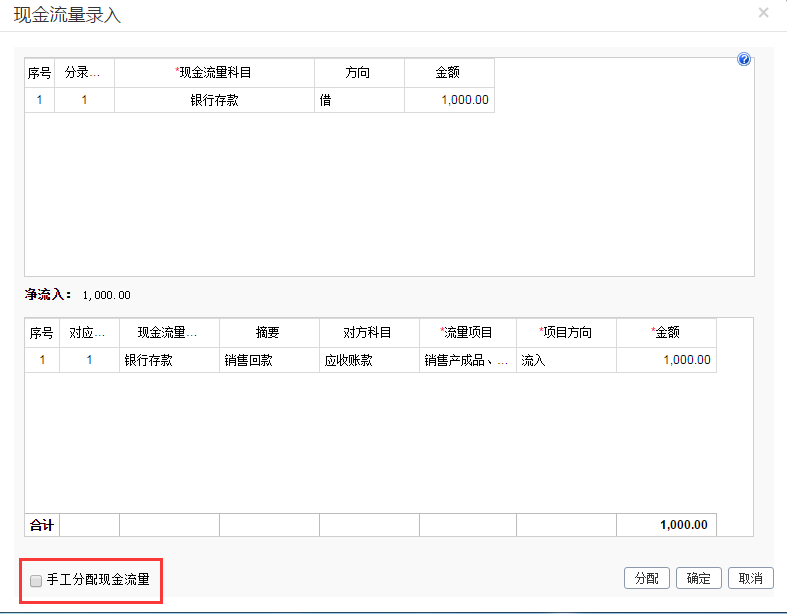 现金流量录入 ×
?
序号 分录... *现金流量科目 方向 金额
1 1 银行存款 借 1,000.00
净流入： 1,000.00
序号 对应... 现金流量... 摘要 对方科目 *流量项目 *项目方向 *金额
1 1 银行存款 销售回款 应收账款 销售产成品、... 流入 1,000.00
合计 1,000.00
手工分配现金流量 分配 确定 取消